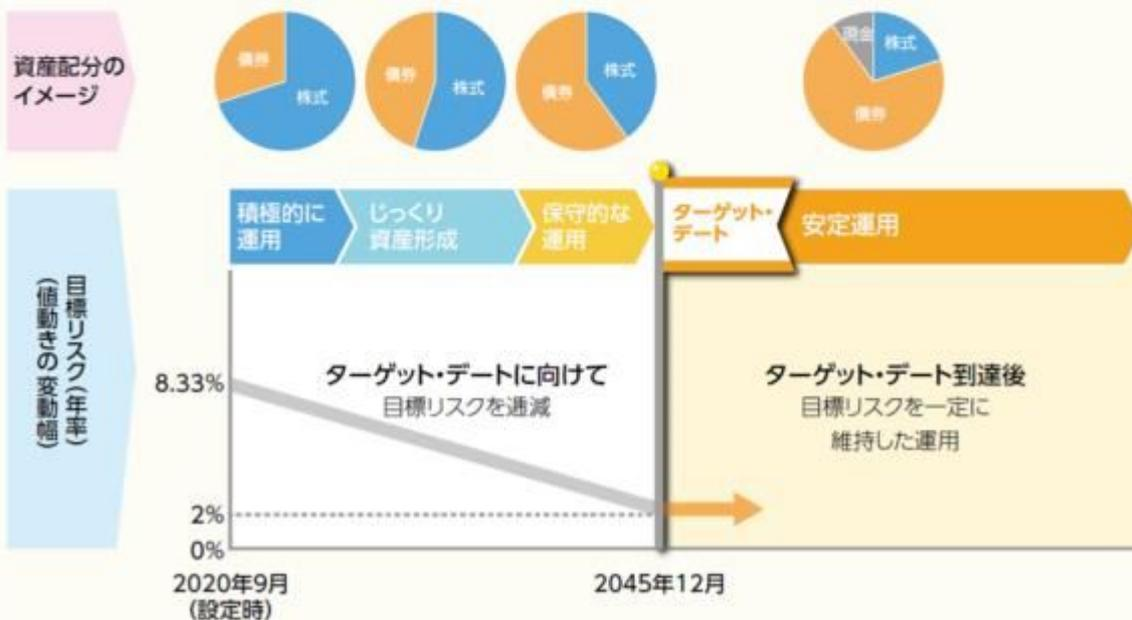 資産配分の
イメージ
債券
株式
債券
株式
債券
株式
現金
株式
債券
積極的に
運用
じっくり
資産形成
保守的な
運用
ターゲット・
デート
安定運用
目標リスク(年率)
(値動きの変動幅)
ターゲット・デートに向けて
目標リスクを逓減
ターゲット・デート到達後
目標リスクを一定に
維持した運用
8.33%
2%
0%
2020年9月
(設定時)
2045年12月